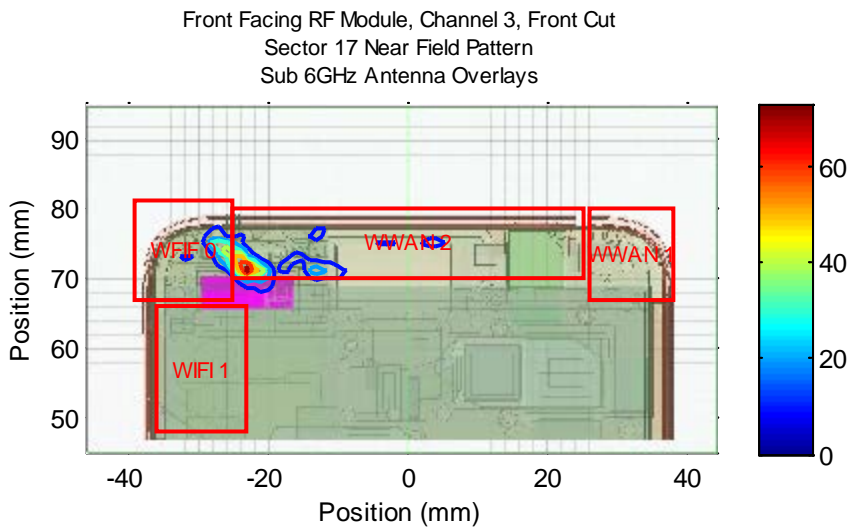 Front Facing RF Module, Channel 3, Front Cut
Sector 17 Near Field Pattern
Sub 6GHz Antenna Overlays
90
80
70
60
50
Position (mm)
WFIF 0
WWAN 2
WWAN 1
WIFI 1
-40
-20
0
20
40
Position (mm)
60
40
20
0